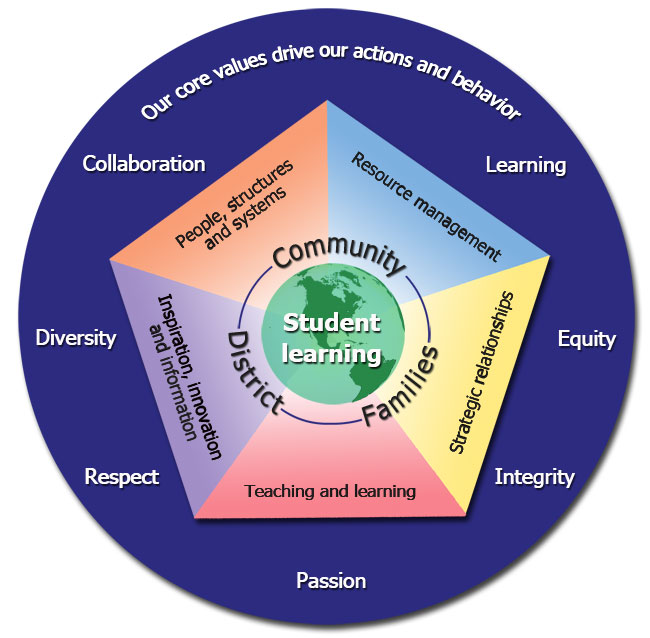 Our core values drive our actions and behavior
Collaboration
Learning
People, structures
and systems
Resource management
Community
Student
learning
District
Families
Diversity
Equity
Inspiration, innovation
and information
Strategic relationships
Respect
Integrity
Teaching and learning
Passion